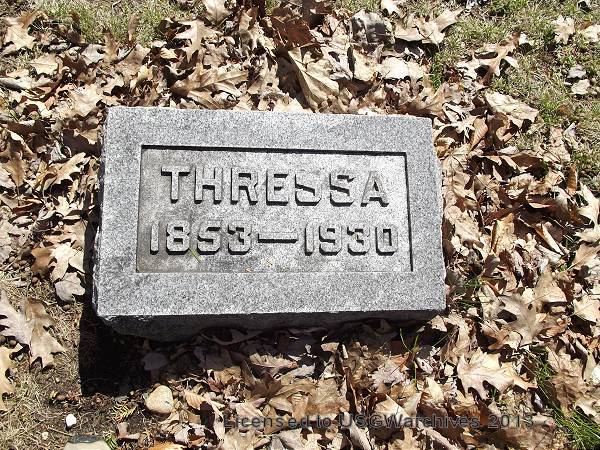 THRESSA
1853—1930
Licensed to USGWArchives 2013